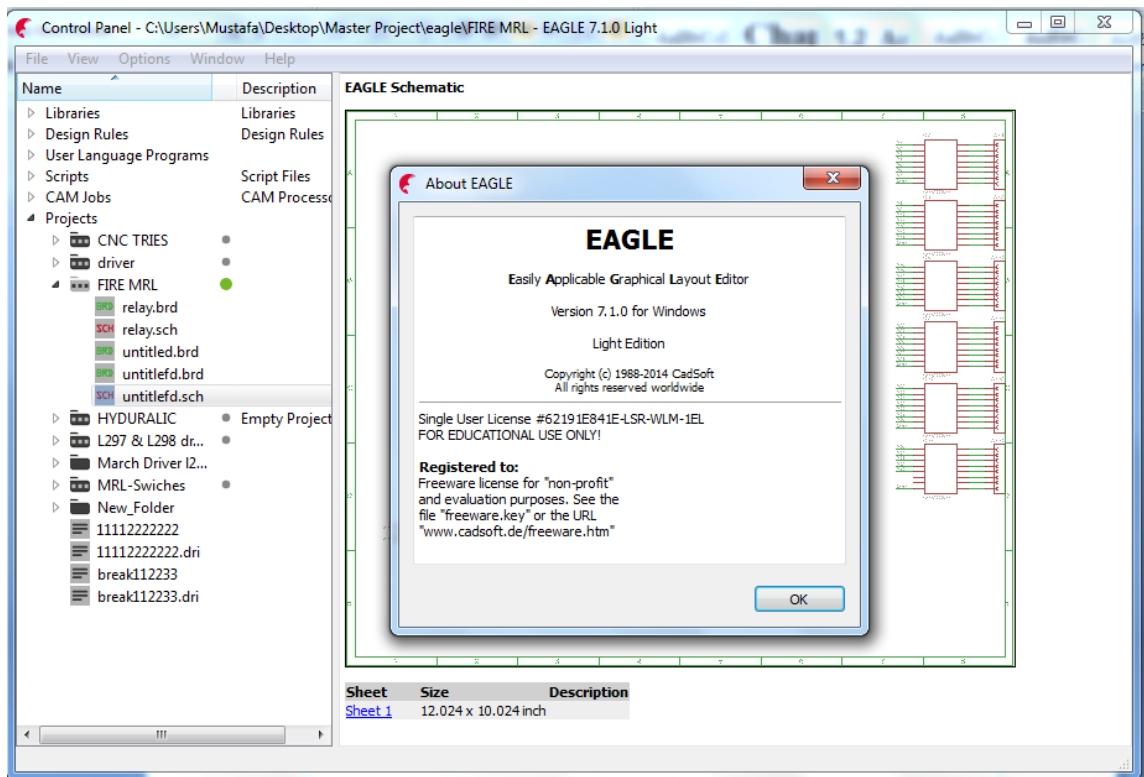 Control Panel - C:\Users\Mustafa\Desktop\Master Project\eagle\FIRE MRL - EAGLE 7.1.0 Light
File View Options Window Help
Name Description
Libraries Libraries
Design Rules Design Rules
User Language Programs
Scripts Script Files
CAM Jobs CAM Processo
Projects
CNC TRIES
driver
FIRE MRL
BRD relay.brd
SCH relay.sch
BRD untitled.brd
BRD untitlefd.brd
SCH untitlefd.sch
HYDURALIC Empty Project
L297 & L298 dr...
March Driver l2...
MRL-Swiches
New_Folder
11112222222
11112222222.dri
break112233
break112233.dri
EAGLE Schematic
About EAGLE
EAGLE
Easily Applicable Graphical Layout Editor
Version 7.1.0 for Windows
Light Edition
Copyright (c) 1988-2014 CadSoft
All rights reserved worldwide
Single User License #62191E841E-LSR-WLM-1EL
FOR EDUCATIONAL USE ONLY!
Registered to:
Freeware license for "non-profit"
and evaluation purposes. See the
file "freeware.key" or the URL
"www.cadsoft.de/freeware.htm"
OK
Sheet Size Description
Sheet 1 12.024 x 10.024 inch